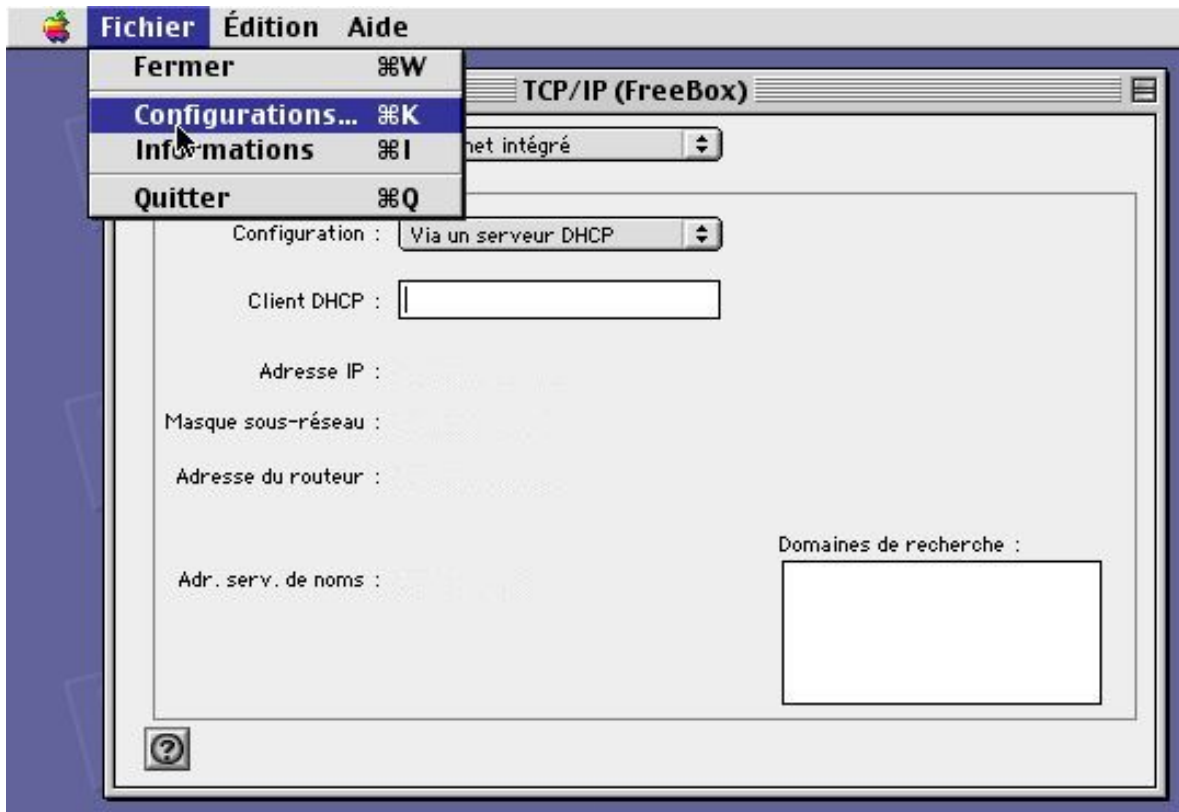 Fichier Édition Aide
Fermer ⌘W
Configurations... ⌘K
Informations ⌘I
Quitter ⌘Q
TCP/IP (FreeBox)
intégré
Configuration : Via un serveur DHCP
Client DHCP :
Adresse IP :
Masque sous-réseau :
Adresse du routeur :
Domaines de recherche :
Adr. serv. de noms :
?